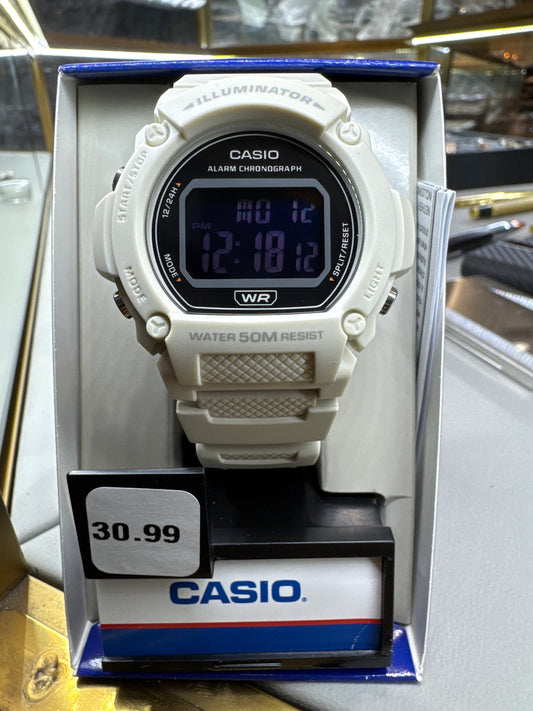 ILLUMINATOR
CASIO
ALARM CHRONOGRAPH
START/STOP
12/24H
MO 12
PM
12:18 12
MODE
SPLIT/RESET
MODE
LIGHT
WR
WATER 50M RESIST
30.99
CASIO.